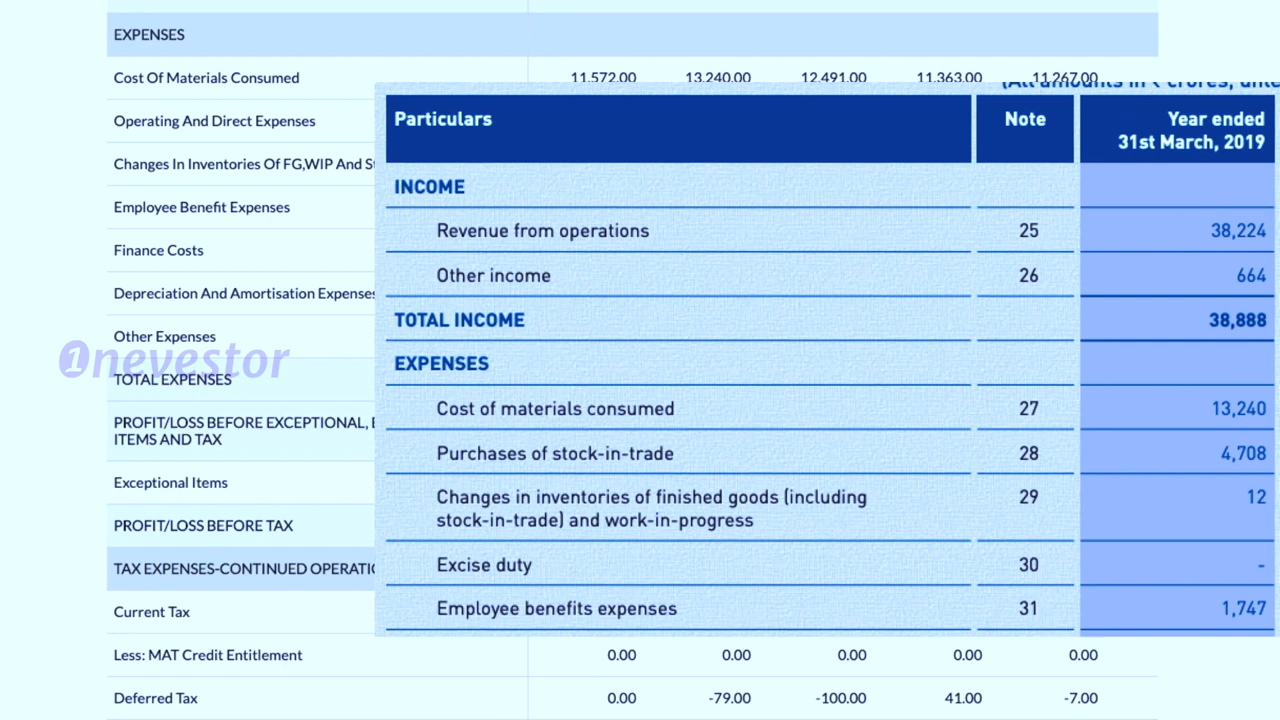 EXPENSES
Cost Of Materials Consumed 11,572.00 13,240.00 12,491.00 11,363.00 11,267.00
Operating And Direct Expenses
Changes In Inventories Of FG,WIP And
Employee Benefit Expenses
Finance Costs
Depreciation And Amortisation Expenses
Other Expenses
1nevestor
TOTAL EXPENSES
PROFIT/LOSS BEFORE EXCEPTIONAL,
ITEMS AND TAX
Exceptional Items
PROFIT/LOSS BEFORE TAX
TAX EXPENSES-CONTINUED
Current Tax
(All amounts in ₹ crores,
Particulars Note Year ended
31st March, 2019
INCOME
Revenue from operations 25 38,224
Other income 26 664
TOTAL INCOME 38,888
EXPENSES
Cost of materials consumed 27 13,240
Purchases of stock-in-trade 28 4,708
Changes in inventories of finished goods (including 29 12
stock-in-trade) and work-in-progress
Excise duty 30 -
Employee benefits expenses 31 1,747
Less: MAT Credit Entitlement 0.00 0.00 0.00 0.00 0.00
Deferred Tax 0.00 -79.00 -100.00 41.00 -7.00